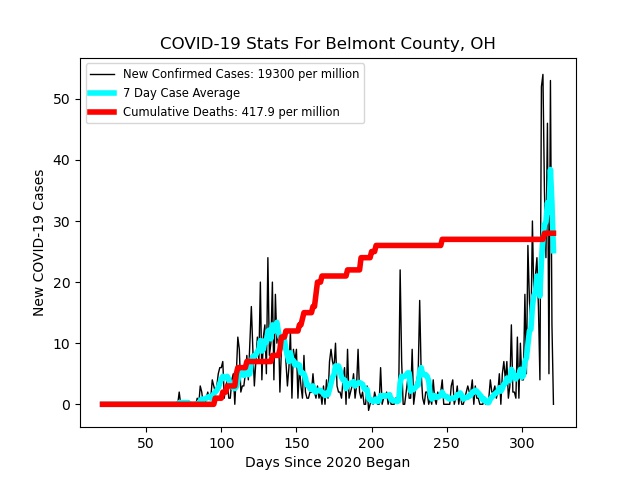 COVID-19 Stats For Belmont County, OH
New Confirmed Cases: 19300 per million
7 Day Case Average
Cumulative Deaths: 417.9 per million
New COVID-19 Cases
50
40
30
20
10
0
50 100 150 200 250 300
Days Since 2020 Began